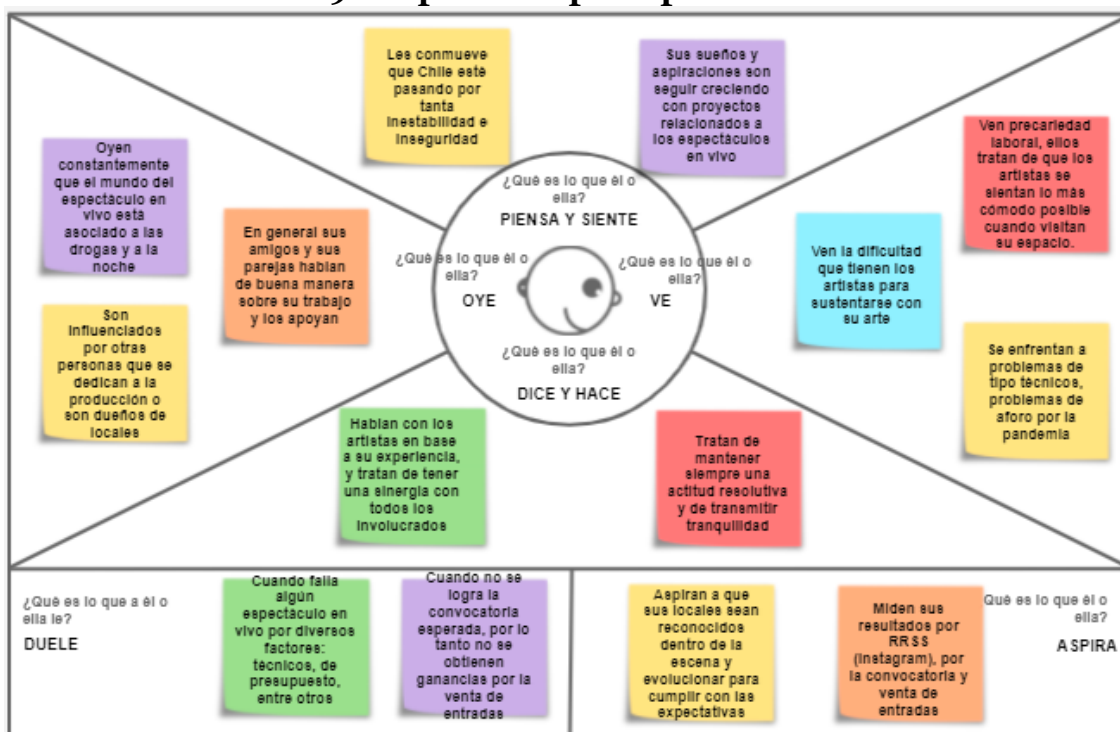 Les conmueve
que Chile esté
pasando por
tanta
inestabilidad e
inseguridad
Sus sueños y
aspiraciones son
seguir creciendo
con proyectos
relacionados a
los espectáculos
en vivo
Oyen
constantemente
que el mundo del
espectáculo en
vivo está
asociado a las
drogas y a la
noche
En general sus
amigos y sus
parejas hablan
de buena manera
sobre su trabajo
y los apoyan
Son
influenciados
por otras
personas que se
dedican a la
producción o
son dueños de
locales
¿Qué es lo que él o
ella?
PIENSA Y SIENTE
¿Qué es lo que él o
ella?
OYE
¿Qué es lo que él o
ella?
VE
¿Qué es lo que él o
ella?
DICE Y HACE
Ven precariedad
laboral, ellos
tratan de que los
artistas se
sientan lo más
cómodo posible
cuando visitan
su espacio.
Ven la dificultad
que tienen los
artistas para
sustentarse con
su arte
Se enfrentan a
problemas de
tipo técnicos,
problemas de
aforo por la
pandemia
Hablan con los
artistas en base
a su experiencia,
y tratan de tener
una sinergia con
todos los
involucrados
Tratan de
mantener
siempre una
actitud resolutiva
y de transmitir
tranquilidad
¿Qué es lo que a él o
ella le?
DUELE
Cuando falla
algún
espectáculo en
vivo por diversos
factores:
técnicos, de
presupuesto,
entre otros
Cuando no se
logra la
convocatoria
esperada, por lo
tanto no se
obtienen
ganancias por la
venta de
entradas
Aspiran a que
sus locales sean
reconocidos
dentro de la
escena y
evolucionar para
cumplir con las
expectativas
Miden sus
resultados por
RRSS
(Instagram), por
la convocatoria y
venta de
entradas
Qué es lo que él o
ella?
ASPIRA